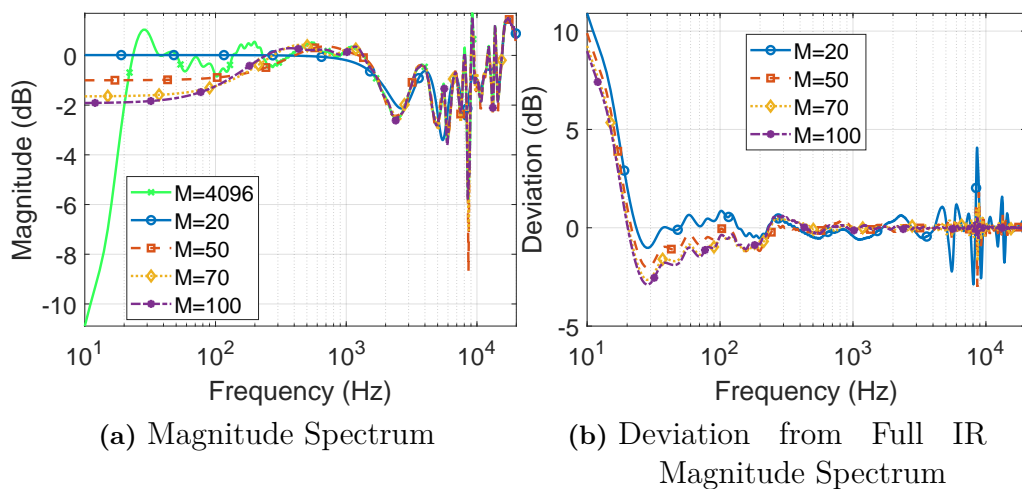 0
-2
-4
-6
-8
-10
Magnitude (dB)
M=4096
M=20
M=50
M=70
M=100
10^1
10^2
10^3
10^4
Frequency (Hz)
(a) Magnitude Spectrum
10
5
0
-5
Deviation (dB)
M=20
M=50
M=70
M=100
10^1
10^2
10^3
10^4
Frequency (Hz)
(b) Deviation from Full IR
Magnitude Spectrum